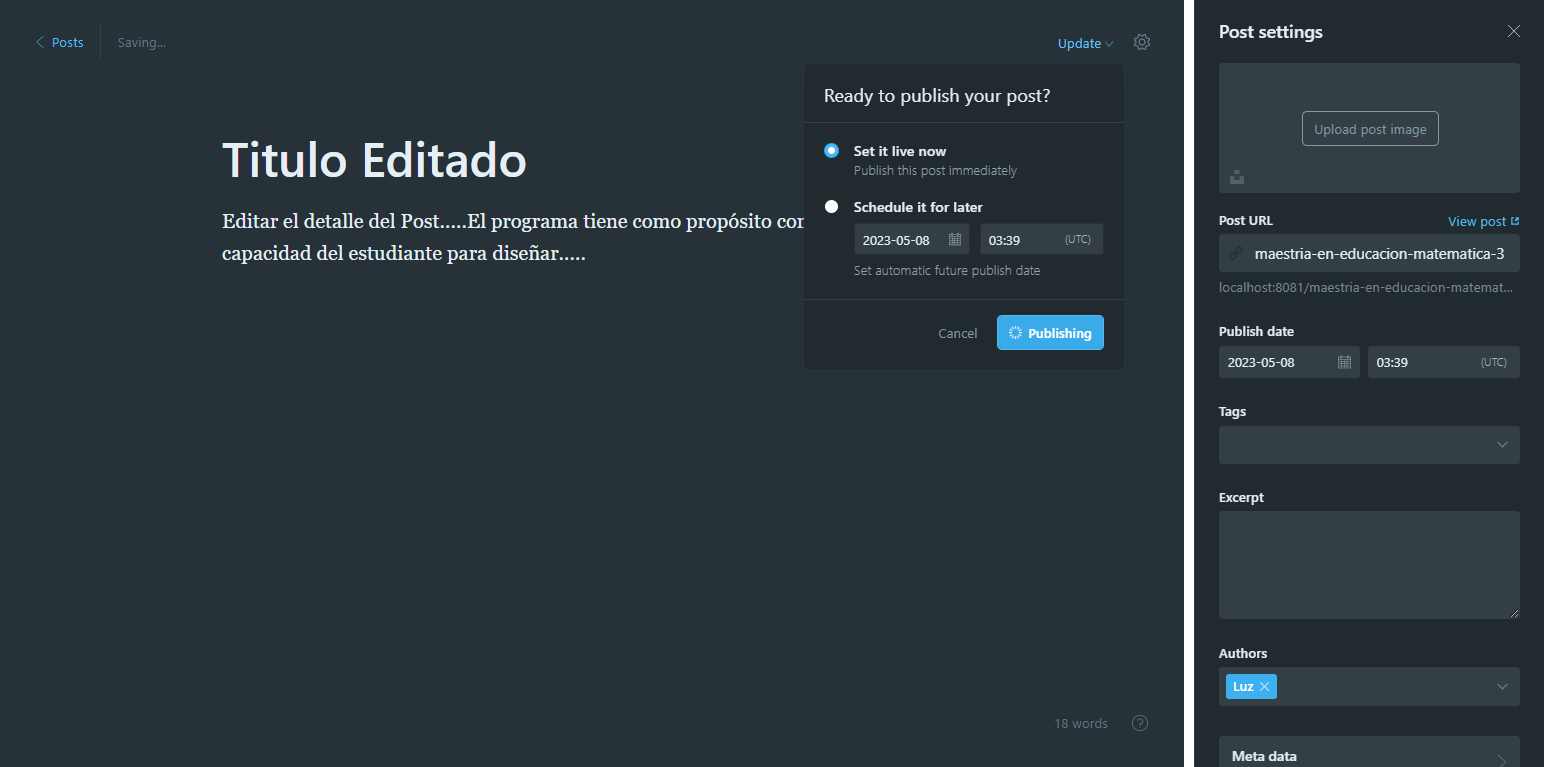 Posts
Saving...
Update
Ready to publish your post?
Titulo Editado
Set it live now
Publish this post immediately
Schedule it for later
Editar el detalle del Post.....El programa tiene como propósito con
capacidad del estudiante para diseñar.....
2023-05-08 03:39 (UTC)
Set automatic future publish date
Cancel Publishing
18 words
Post settings
Upload post image
Post URL View post
maestria-en-educacion-matematica-3
localhost:8081/maestria-en-educacion-matemat...
Publish date
2023-05-08 03:39 (UTC)
Tags
Excerpt
Authors
Luz
Meta data